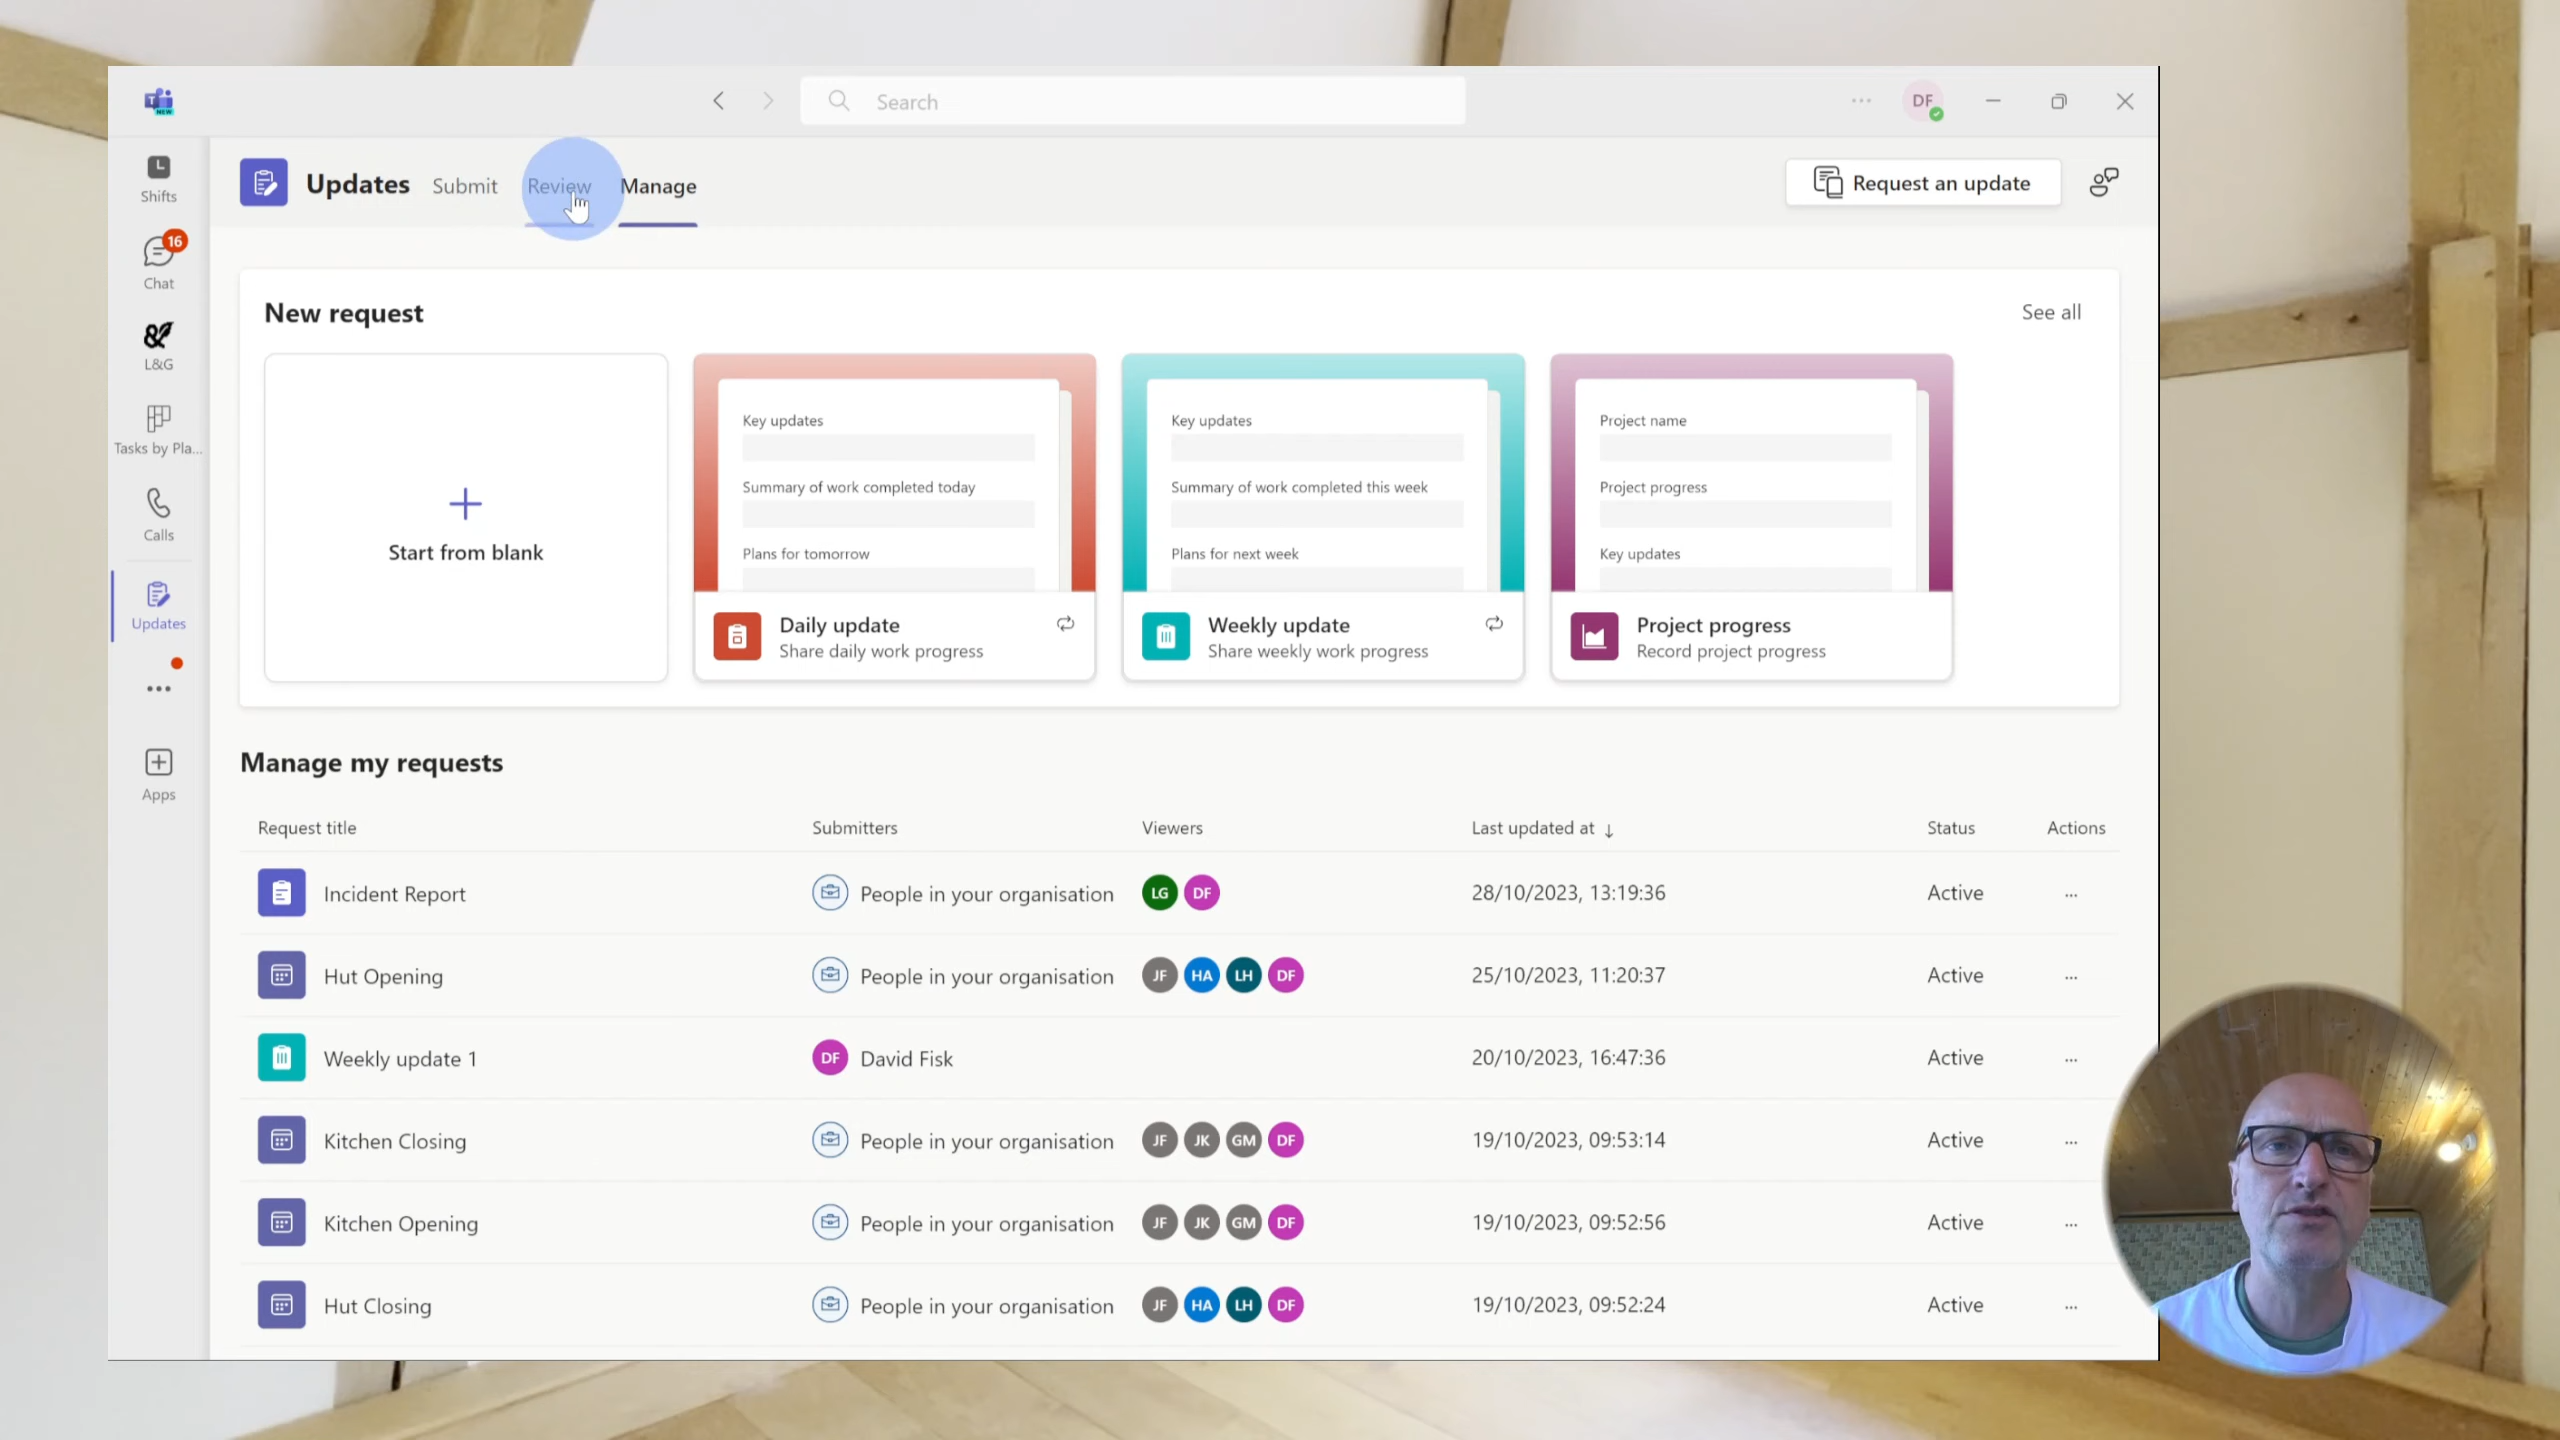 T
NEW
Search
DF
Shifts
16
Chat
&
L&G
Tasks by Pla...
Calls
Updates
Apps
Updates
Submit
Review
Manage
Request an update
New request
See all
Start from blank
Key updates
Summary of work completed today
Plans for tomorrow
Daily update
Share daily work progress
Key updates
Summary of work completed this week
Plans for next week
Weekly update
Share weekly work progress
Project name
Project progress
Key updates
Project progress
Record project progress
Manage my requests
Request title Submitters Viewers Last updated at ↓ Status Actions
Incident Report People in your organisation LG DF 28/10/2023, 13:19:36 Active ...
Hut Opening People in your organisation JF HA LH DF 25/10/2023, 11:20:37 Active ...
Weekly update 1 DF David Fisk 20/10/2023, 16:47:36 Active ...
Kitchen Closing People in your organisation JF JK GM DF 19/10/2023, 09:53:14 Active ...
Kitchen Opening People in your organisation JF JK GM DF 19/10/2023, 09:52:56 Active ...
Hut Closing People in your organisation JF HA LH DF 19/10/2023, 09:52:24 Active ...